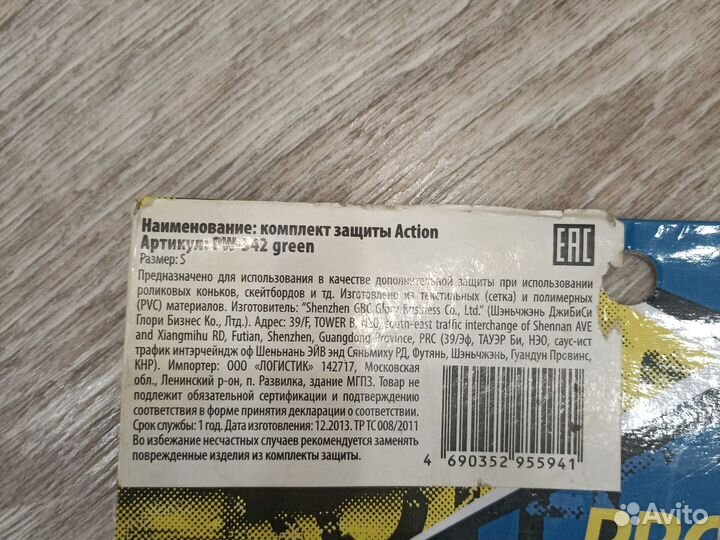 Наименование: комплект защиты Action
Артикул: PW-342 green
EAC
Размер: S
Предназначено для использования в качестве дополнительной защиты при использовании
роликовых коньков, скейтбордов и тд. Изготовлено из текстильных (сетка) и полимерных
(PVC) материалов. Изготовитель: "Shenzhen GBC Glory Business Co., Ltd." (Шэньчжэнь ДжиБиСи
Глори Бизнес Ко., Лтд.). Адрес: 39/F, TOWER B, NEO, south-east traffic interchange of Shennan AVE
and Xiangmihu RD, Futian, Shenzhen, Guangdong Province, PRC (39/Эф, ТАУЭР Би, НЭО, саус-ист
трафик интэрчейндж оф Шеньнань ЭЙВ энд Сяньмиху РД, Футянь, Шэньчжэнь, Гуандун Провинс,
КНР). Импортер: ООО «ЛОГИСТИК» 142717, Московская
обл., Ленинский р-он, п. Развилка, здание МГПЗ. Товар не
подлежит обязательной сертификации и подтверждению
соответствия в форме принятия декларации о соответствии.
Срок службы: 1 год. Дата изготовления: 12.2013. ТР ТС 008/2011
Во избежание несчастных случаев рекомендуется заменять
поврежденные изделия из комплекты защиты.
4 690352 955941
PRO
Avito